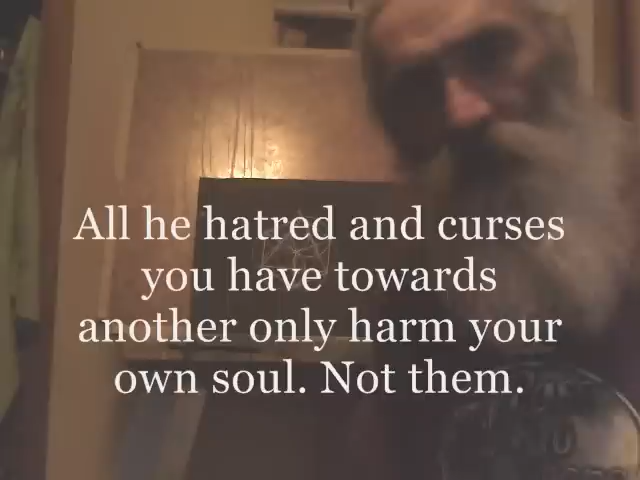 All he hatred and curses
you have towards
another only harm your
own soul. Not them.